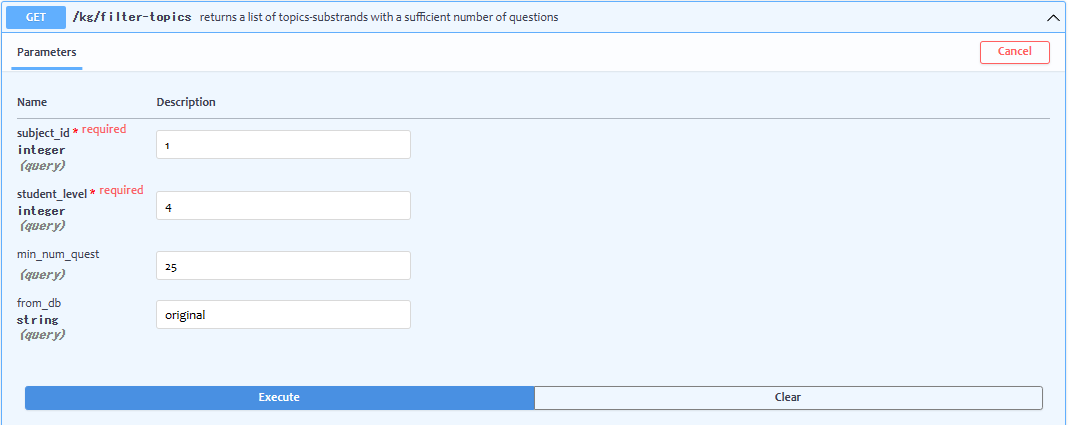 GET /kg/filter-topics returns a list of topics-substrands with a sufficient number of questions
Parameters Cancel
Name Description
subject_id * required
integer
(query)
1
student_level * required
integer
(query)
4
min_num_quest
(query)
25
from_db
string
(query)
original
Execute Clear